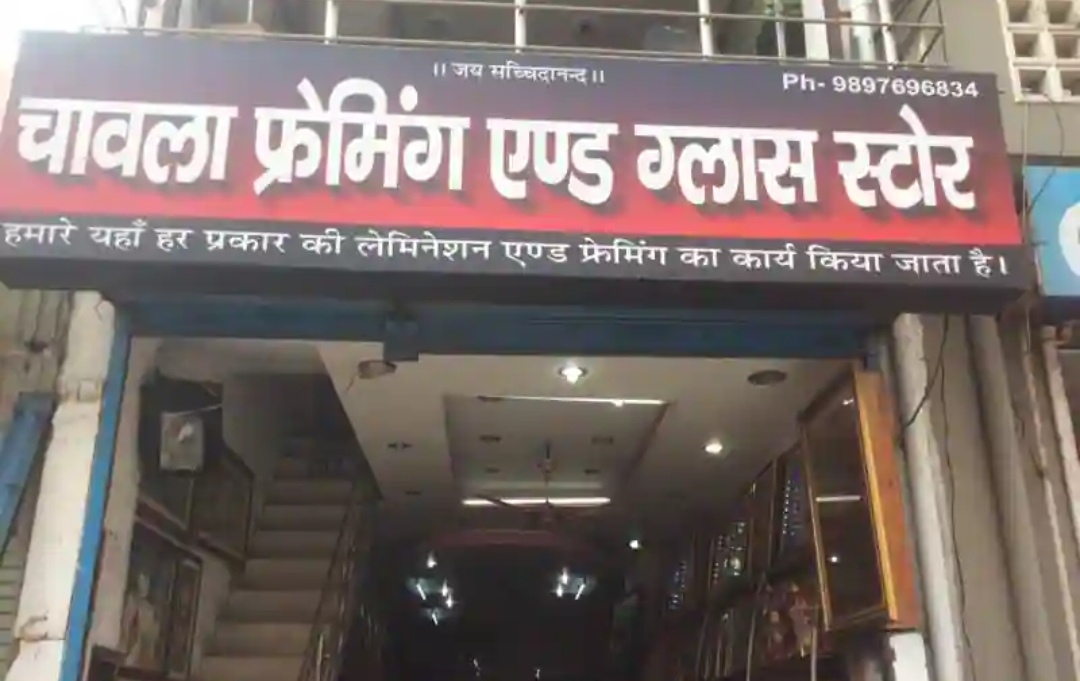 ॥ जय सच्चिदानन्द ॥
Ph- 9897696834
चावला फ्रेमिंग एण्ड ग्लास स्टोर
हमारे यहाँ हर प्रकार की लेमिनेशन एण्ड फ्रेमिंग का कार्य किया जाता है।